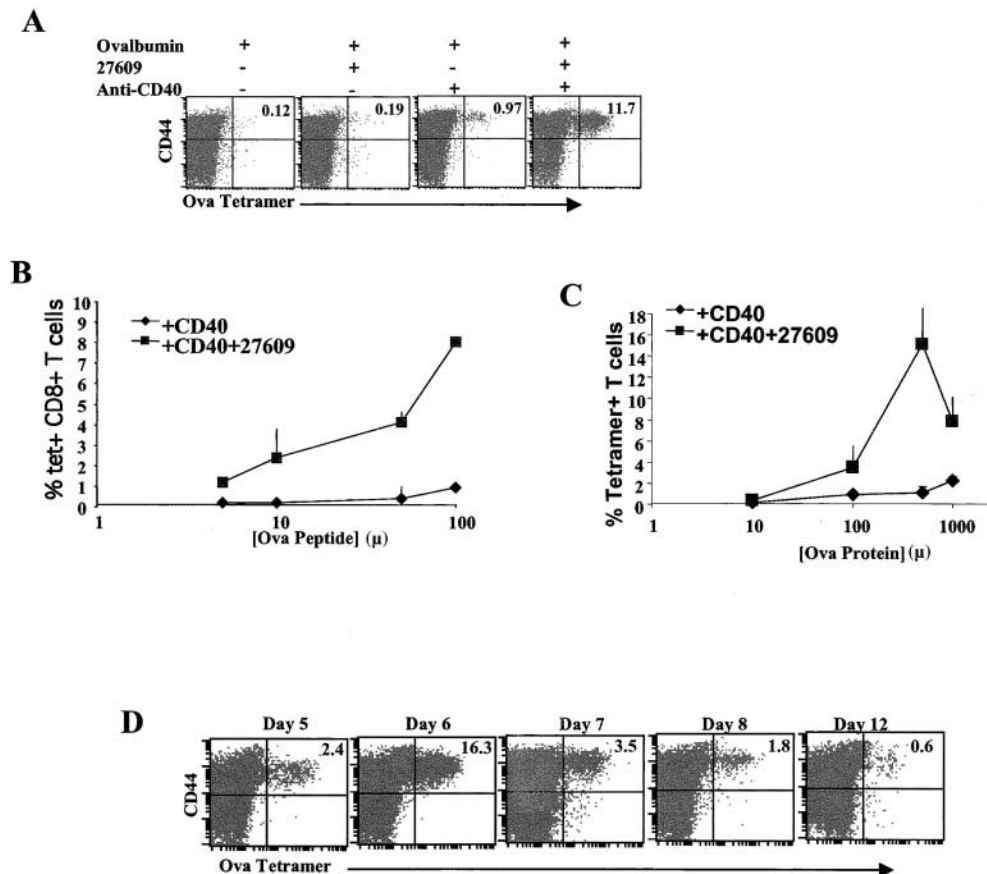 A
Ovalbumin + + + +
27609 - + - +
Anti-CD40 - - + +
0.12 0.19 0.97 11.7
CD44
Ova Tetramer
B
% tet+ CD8+ T cells
10
9
8
7
6
5
4
3
2
1
0
+CD40
+CD40+27609
1 10 100
[Ova Peptide] (µ)
C
% Tetramer+ T cells
18
16
14
12
10
8
6
4
2
0
+CD40
+CD40+27609
1 10 100 1000
[Ova Protein] (µ)
D
Day 5 Day 6 Day 7 Day 8 Day 12
2.4 16.3 3.5 1.8 0.6
CD44
Ova Tetramer